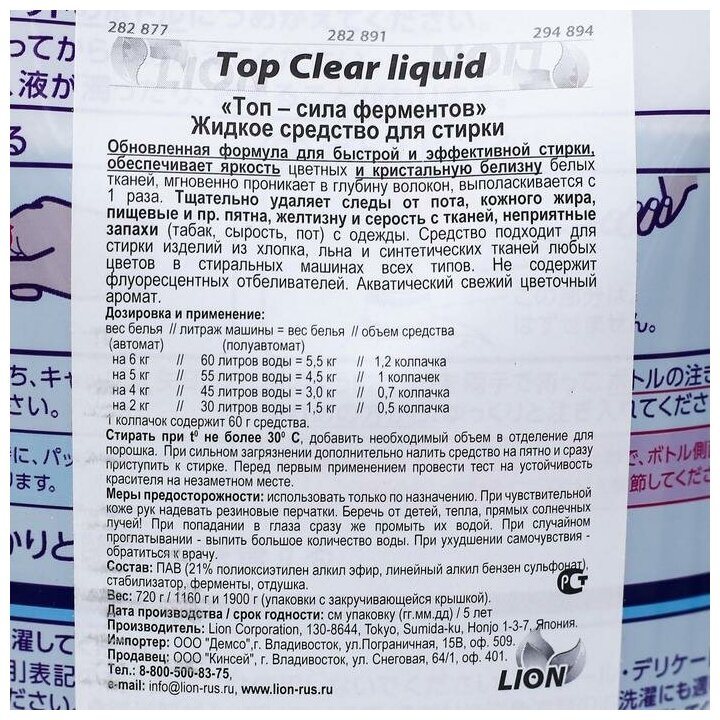 282 877
282 891
294 894
Top Clear liquid
«Топ – сила ферментов»
Жидкое средство для стирки
Обновленная формула для быстрой и эффективной стирки,
обеспечивает яркость цветных и кристальную белизну белых
тканей, мгновенно проникает в глубину волокон, выполаскивается с
1 раза. Тщательно удаляет следы от пота, кожного жира,
пищевые и пр. пятна, желтизну и серость с тканей, неприятные
запахи (табак, сырость, пот) с одежды. Средство подходит для
стирки изделий из хлопка, льна и синтетических тканей любых
цветов в стиральных машинах всех типов. Не содержит
флуоресцентных отбеливателей. Акватический свежий цветочный
аромат.
Дозировка и применение:
вес белья // литраж машины = вес белья // объем средства
(автомат) (полуавтомат)
на 6 кг // 60 литров воды = 5,5 кг // 1,2 колпачка
на 5 кг // 55 литров воды = 4,5 кг // 1 колпачек
на 4 кг // 45 литров воды = 3,0 кг // 0,7 колпачка
на 2 кг // 30 литров воды = 1,5 кг // 0,5 колпачка
1 колпачок содержит 60 г средства.
Стирать при t⁰ не более 30⁰ С, добавить необходимый объем в отделение для
порошка. При сильном загрязнении дополнительно налить средство на пятно и сразу
приступить к стирке. Перед первым применением провести тест на устойчивость
красителя на незаметном месте.
Меры предосторожности: использовать только по назначению. При чувствительной
коже рук надевать резиновые перчатки. Беречь от детей, тепла, прямых солнечных
лучей! При попадании в глаза сразу же промыть их водой. При случайном
проглатывании - выпить большое количество воды. При ухудшении самочувствия -
обратиться к врачу.
Состав: ПАВ (21% полиоксиэтилен алкил эфир, линейный алкил бензен сульфонат),
стабилизатор, ферменты, отдушка.
РСТ
Вес: 720 г / 1160 г и 1900 г (упаковки с закручивающейся крышкой).
Дата производства / срок годности: см упаковку (гг.мм.дд) / 5 лет
Производитель: Lion Corporation, 130-8644, Tokyo, Sumida-ku, Honjo 1-3-7, Япония.
Импортер: ООО "Демсо",г. Владивосток, ул.Пограничная, 15В, оф. 509.
Продавец: ООО "Кинсей", г. Владивосток, ул. Снеговая, 64/1, оф. 401.
Тел.: 8-800-500-83-75,
e-mail: info@lion-rus.ru, www.lion-rus.ru
LION